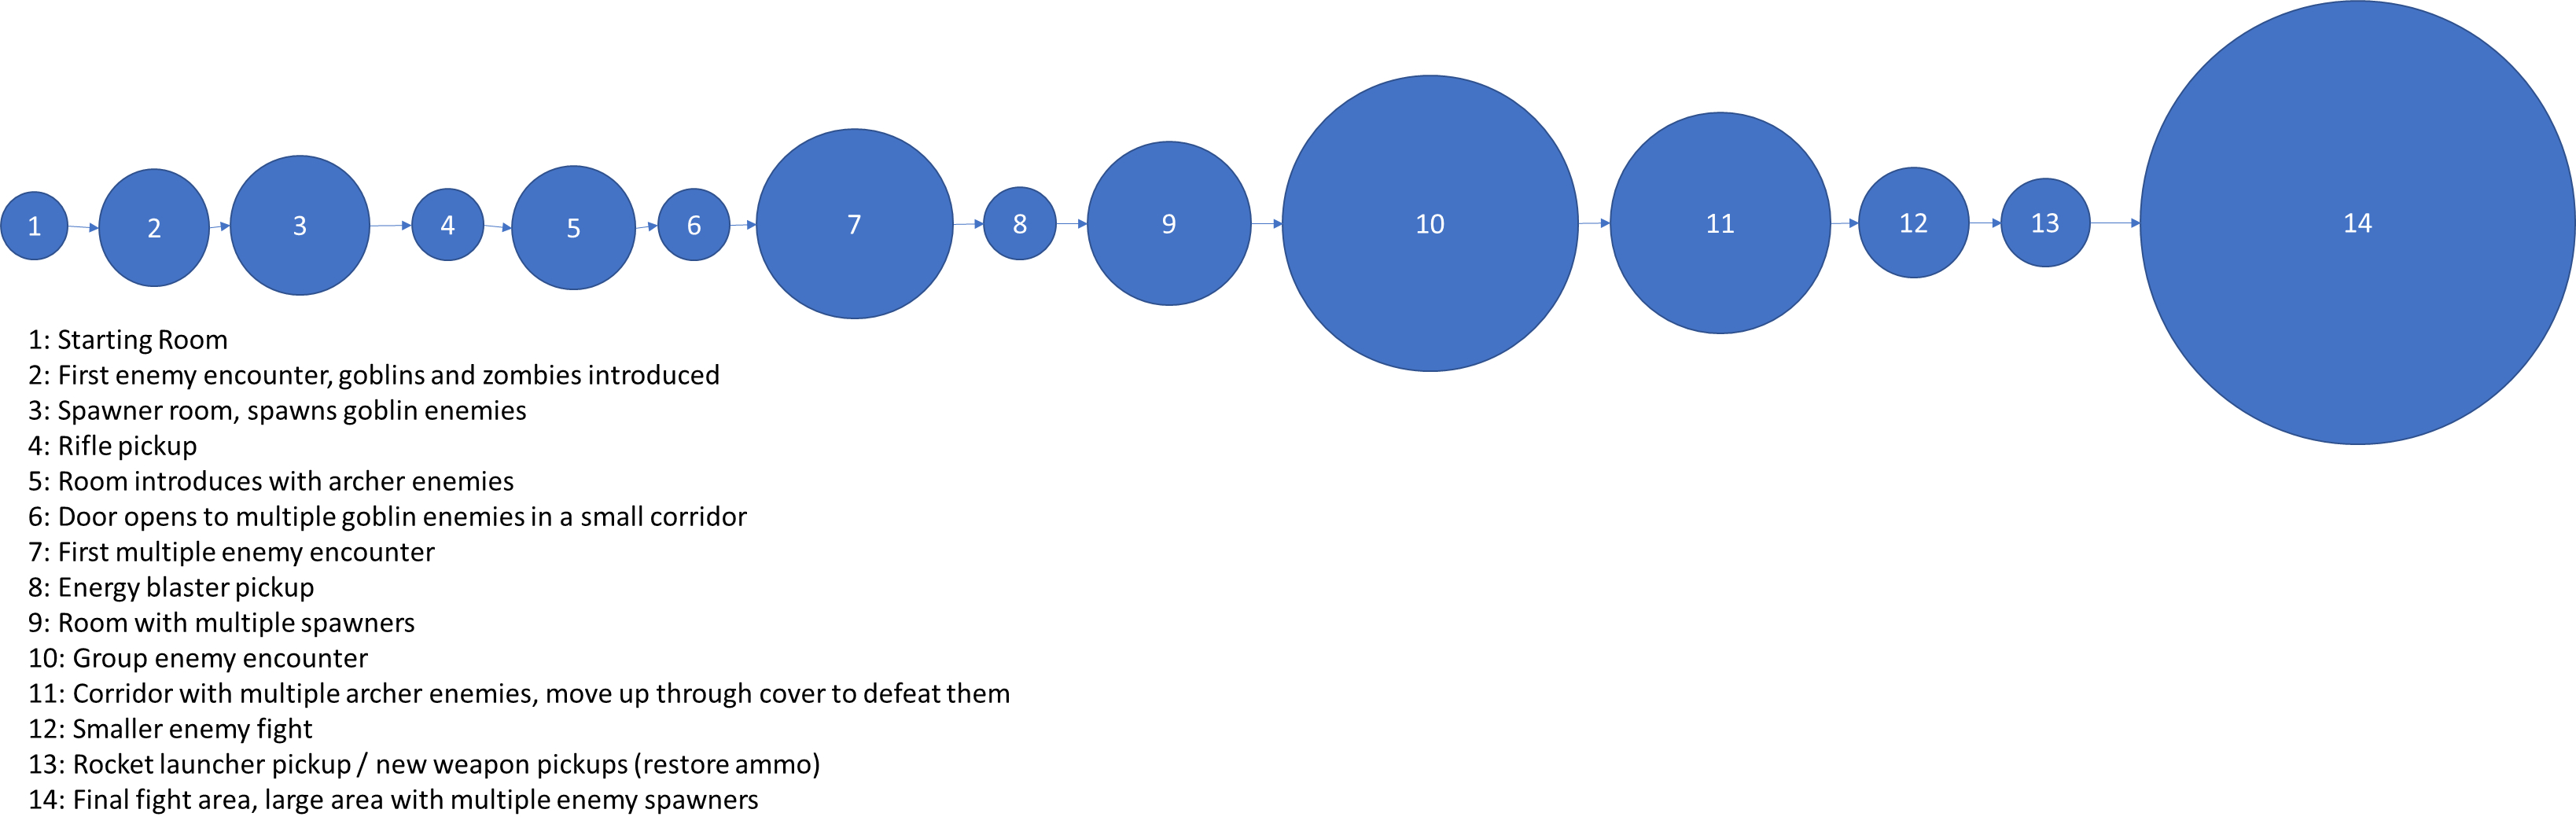 1
2
3
4
5
6
7
8
9
10
11
12
13
14
1: Starting Room
2: First enemy encounter, goblins and zombies introduced
3: Spawner room, spawns goblin enemies
4: Rifle pickup
5: Room introduces with archer enemies
6: Door opens to multiple goblin enemies in a small corridor
7: First multiple enemy encounter
8: Energy blaster pickup
9: Room with multiple spawners
10: Group enemy encounter
11: Corridor with multiple archer enemies, move up through cover to defeat them
12: Smaller enemy fight
13: Rocket launcher pickup / new weapon pickups (restore ammo)
14: Final fight area, large area with multiple enemy spawners